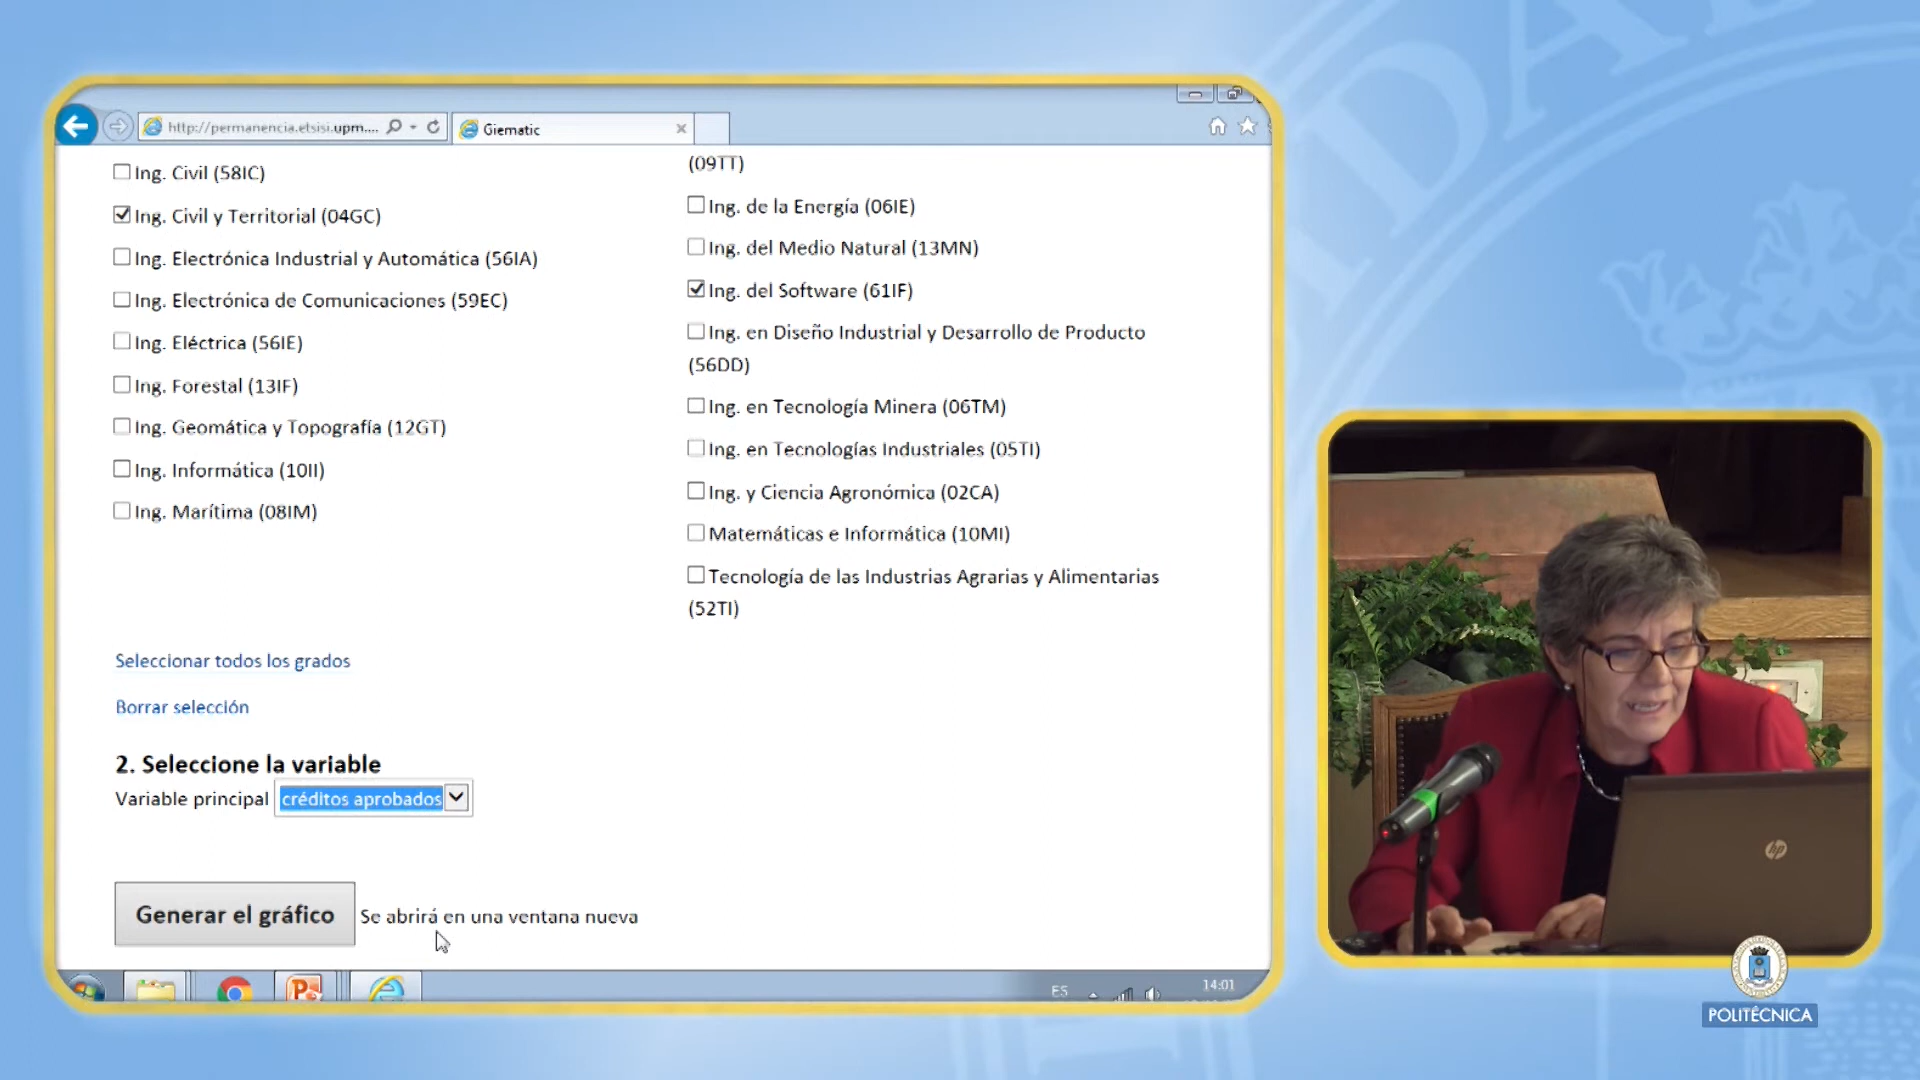 http://permanencia.etsisi.upm....
Giematic
Ing. Civil (58IC)
Ing. Civil y Territorial (04GC)
Ing. Electrónica Industrial y Automática (56IA)
Ing. Electrónica de Comunicaciones (59EC)
Ing. Eléctrica (56IE)
Ing. Forestal (13IF)
Ing. Geomática y Topografía (12GT)
Ing. Informática (10II)
Ing. Marítima (08IM)
(09TT)
Ing. de la Energía (06IE)
Ing. del Medio Natural (13MN)
Ing. del Software (61IF)
Ing. en Diseño Industrial y Desarrollo de Producto
(56DD)
Ing. en Tecnología Minera (06TM)
Ing. en Tecnologías Industriales (05TI)
Ing. y Ciencia Agronómica (02CA)
Matemáticas e Informática (10MI)
Tecnología de las Industrias Agrarias y Alimentarias
(52TI)
Seleccionar todos los grados
Borrar selección
2. Seleccione la variable
Variable principal créditos aprobados
Generar el gráfico Se abrirá en una ventana nueva
ES
14:01
hp
POLITÉCNICA